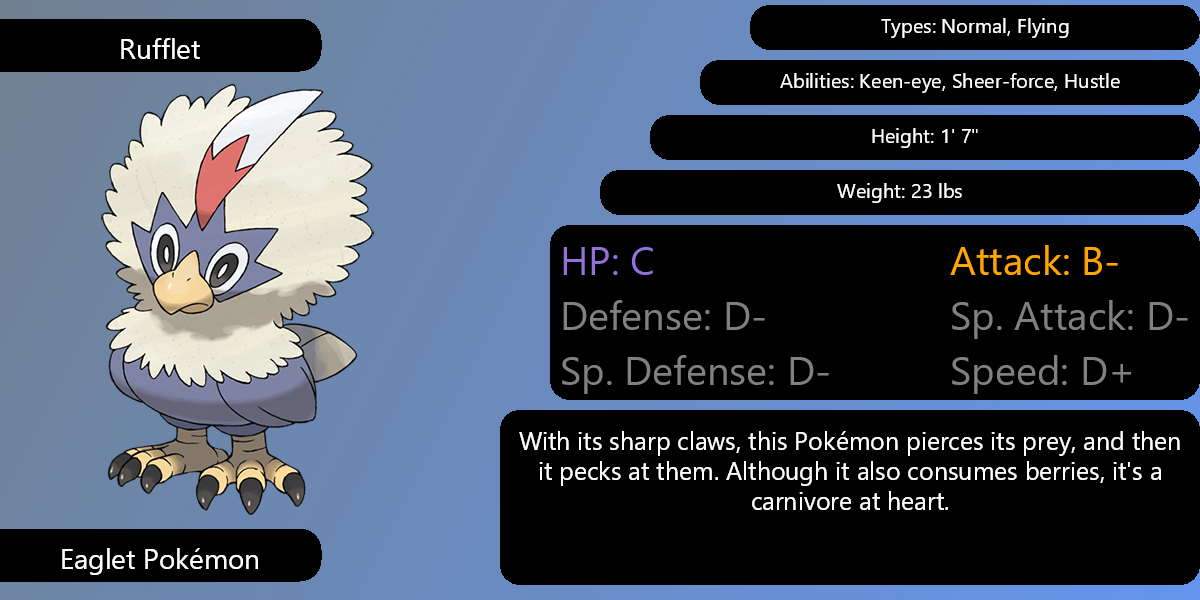 Rufflet
Types: Normal, Flying
Abilities: Keen-eye, Sheer-force, Hustle
Height: 1' 7"
Weight: 23 lbs
HP: C
Attack: B-
Defense: D-
Sp. Attack: D-
Sp. Defense: D-
Speed: D+
With its sharp claws, this Pokémon pierces its prey, and then
it pecks at them. Although it also consumes berries, it's a
carnivore at heart.
Eaglet Pokémon